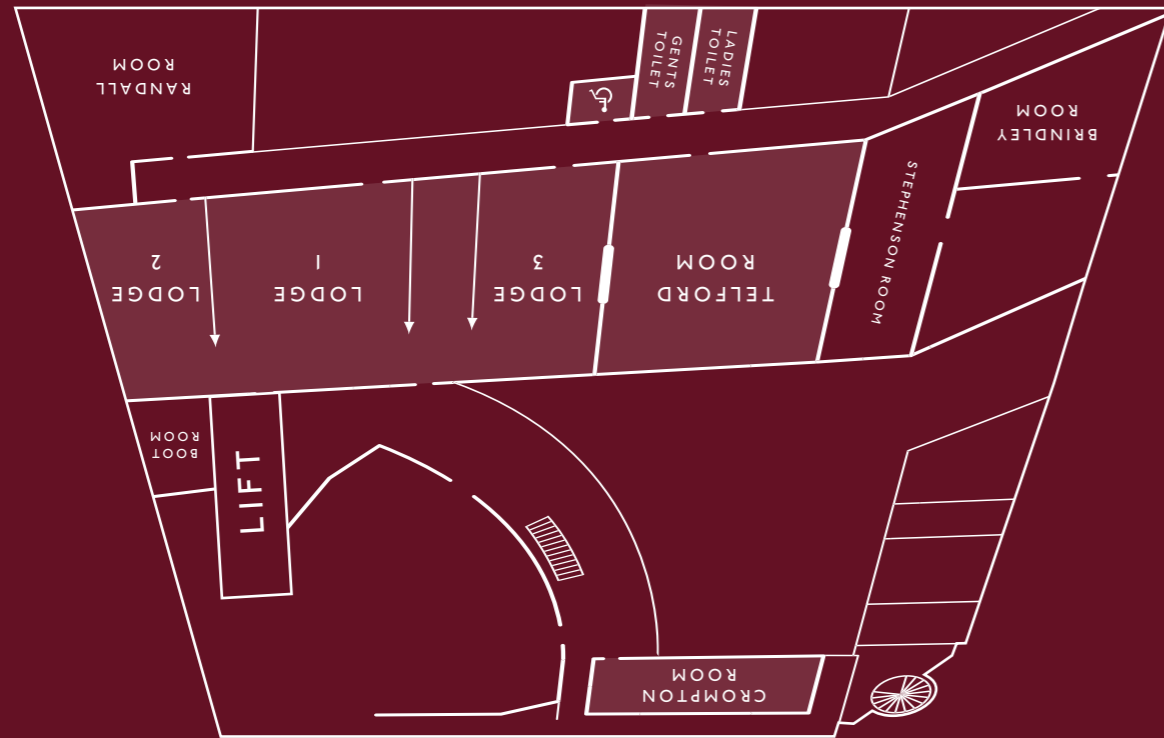 RANDALL
ROOM
GENTS
TOILET
LADIES
TOILET
BRINDLEY
ROOM
STEPHENSON ROOM
LODGE
2
LODGE
1
LODGE
3
TELFORD
ROOM
BOOT
ROOM
LIFT
CROMPTON
ROOM